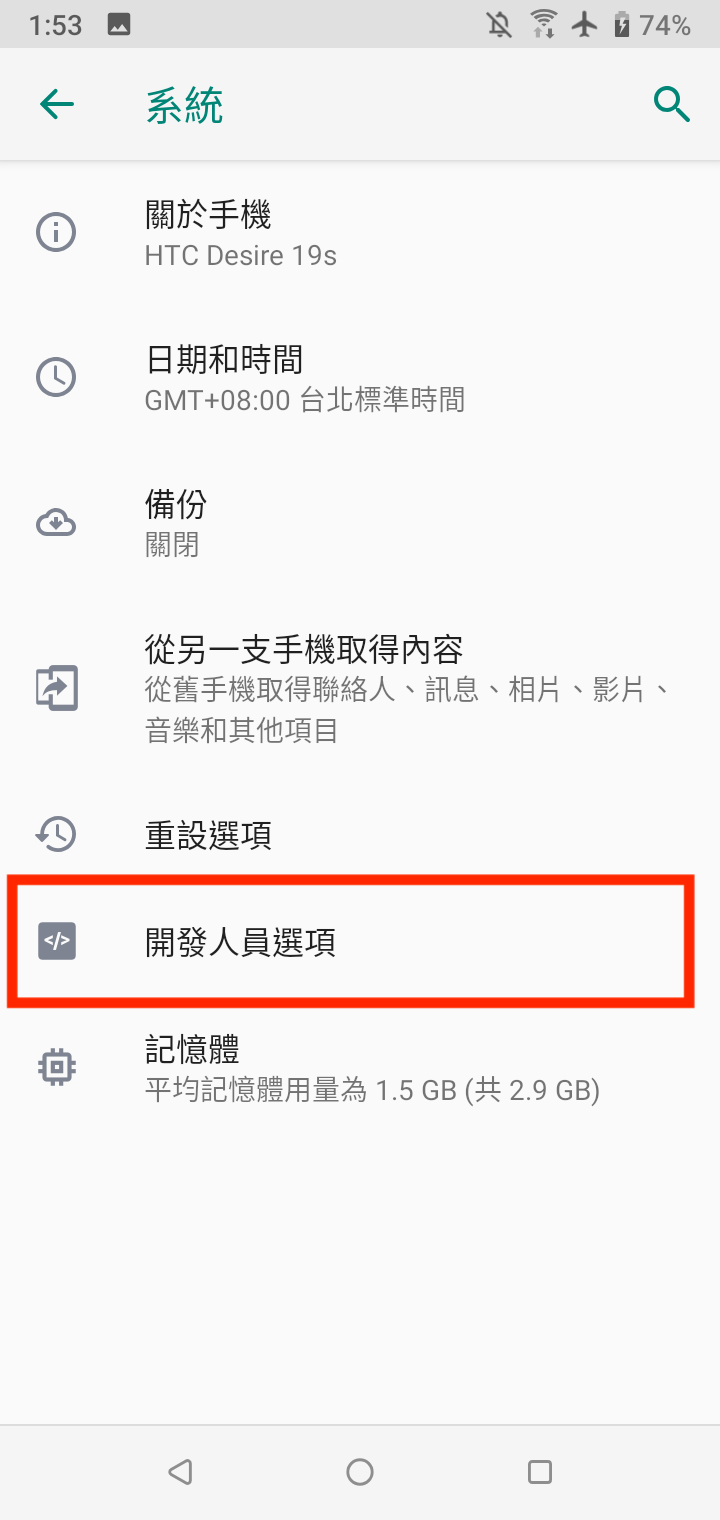 1:53
74%
系統
關於手機
HTC Desire 19s
日期和時間
GMT+08:00 台北標準時間
備份
關閉
從另一支手機取得內容
從舊手機取得聯絡人、訊息、相片、影片、
音樂和其他項目
重設選項
</>
開發人員選項
記憶體
平均記憶體用量為 1.5 GB (共 2.9 GB)